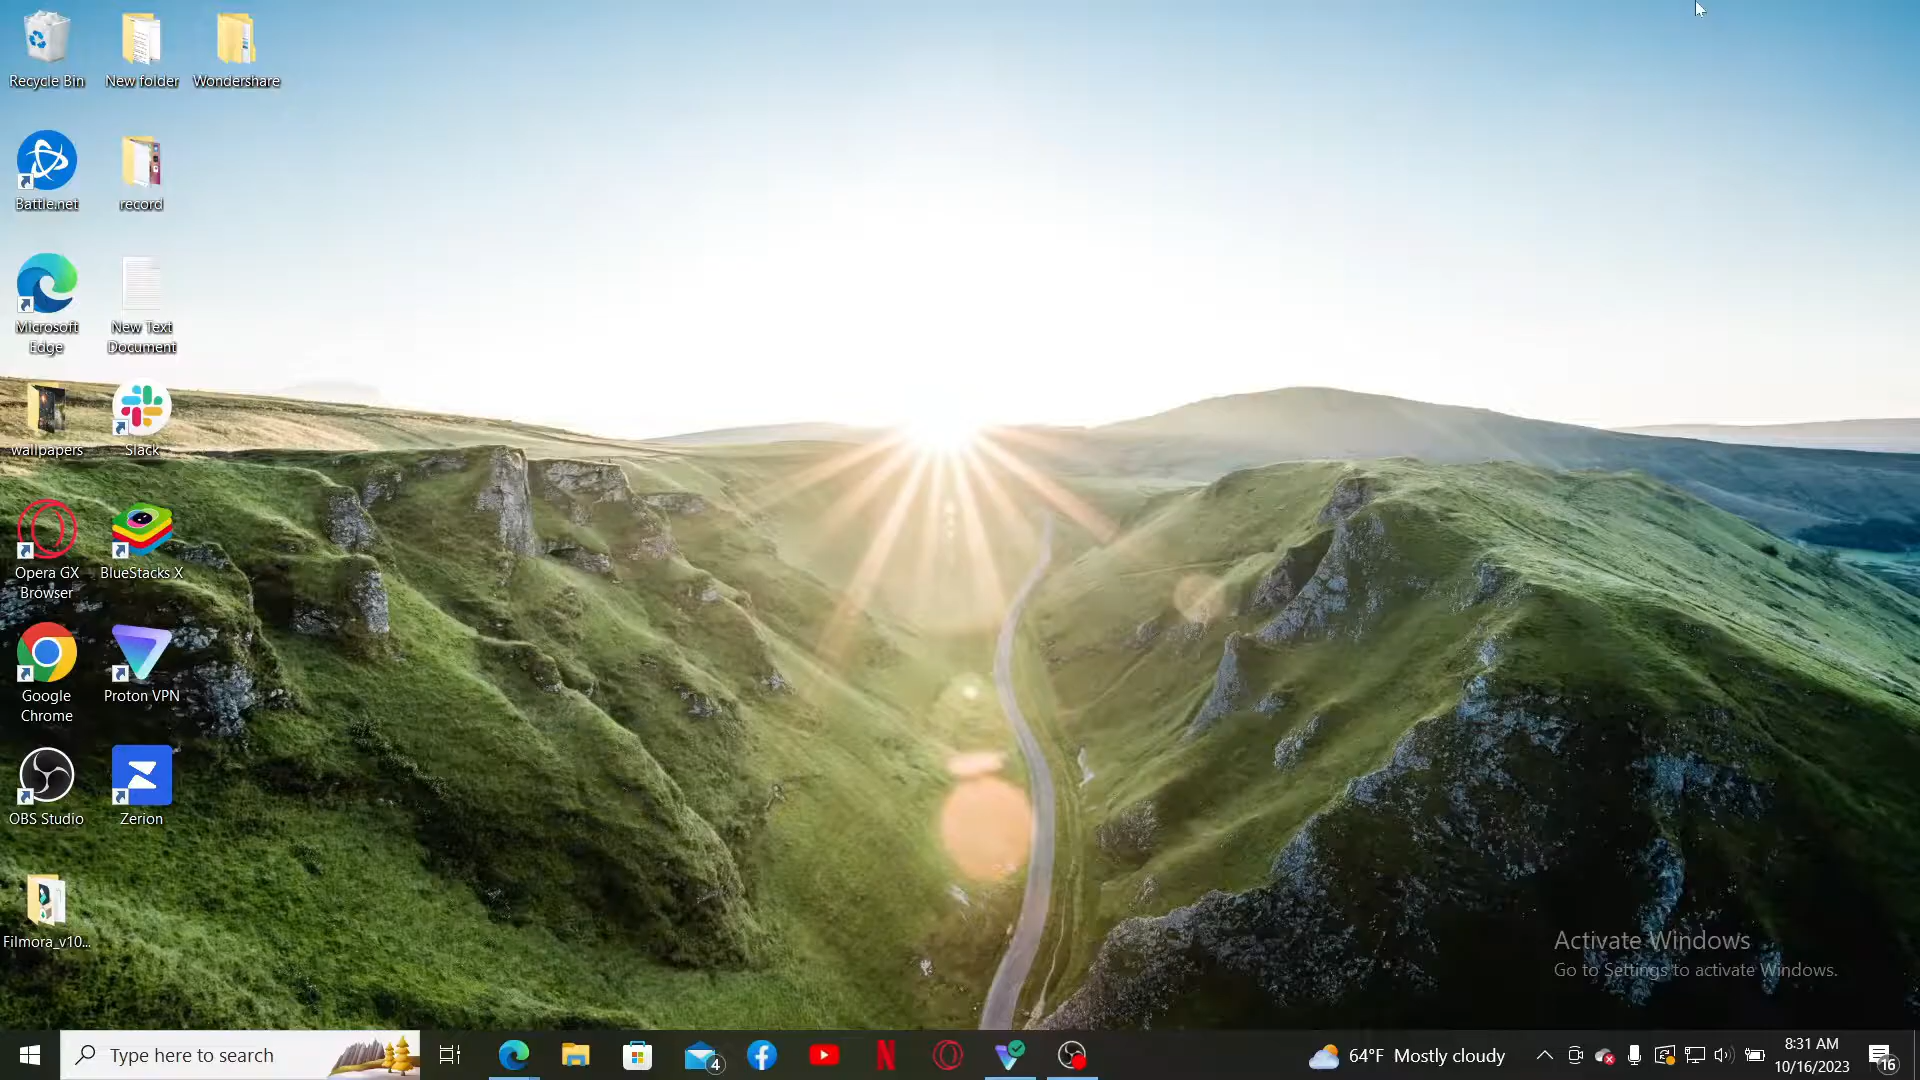 Recycle Bin
New folder
Wondershare
Battle.net
record
Microsoft
Edge
New Text
Document
wallpapers
Slack
Opera GX
Browser
BlueStacks X
Google
Chrome
Proton VPN
OBS Studio
Zerion
Filmora_v10...
Activate Windows
Go to Settings to activate Windows.
Type here to search
4
64°F Mostly cloudy
8:31 AM
10/16/2023
16